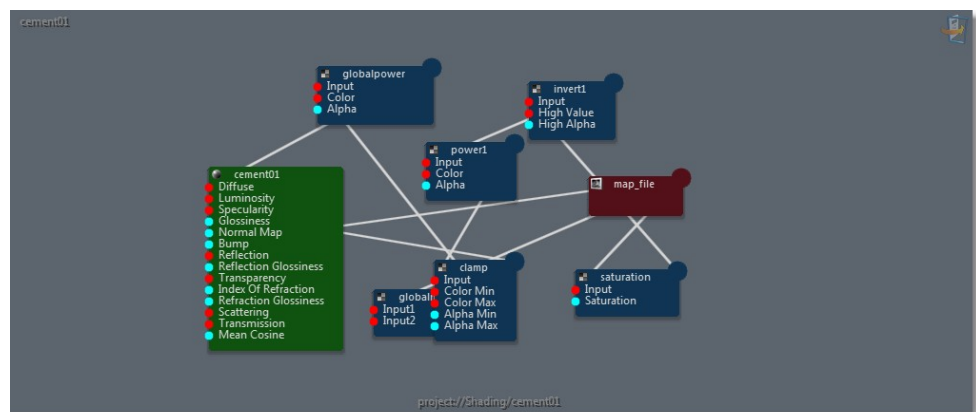 cement01
globalpower
Input
Color
Alpha
invert1
Input
High Value
High Alpha
power1
Input
Color
Alpha
cement01
Diffuse
Luminosity
Specularity
Glossiness
Normal Map
Bump
Reflection
Reflection Glossiness
Transparency
Index Of Refraction
Refraction Glossiness
Scattering
Transmission
Mean Cosine
map_file
clamp
Input
Color Min
Color Max
Alpha Min
Alpha Max
Input1
Input2
saturation
Input
Saturation
project://Shading/cement01